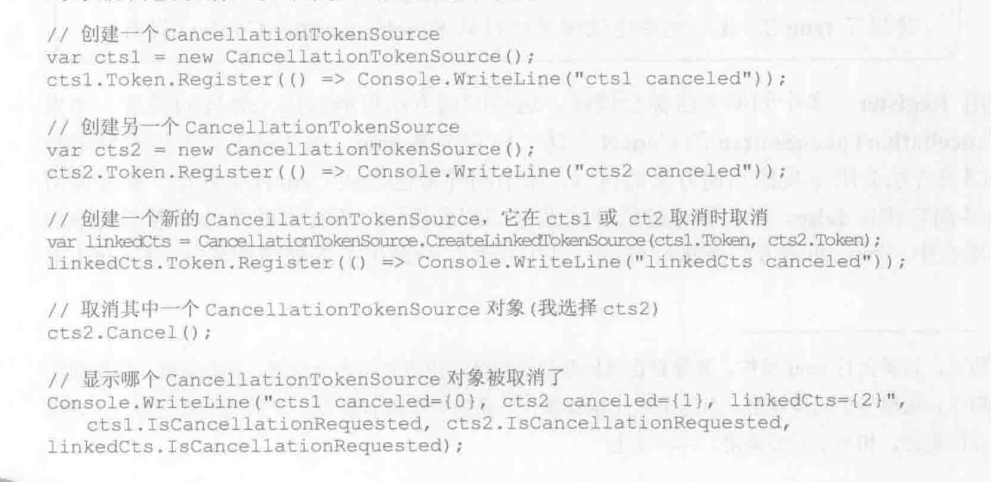 // 创建一个 CancellationTokenSource
var cts1 = new CancellationTokenSource();
cts1.Token.Register(() => Console.WriteLine("cts1 canceled"));
// 创建另一个 CancellationTokenSource
var cts2 = new CancellationTokenSource();
cts2.Token.Register(() => Console.WriteLine("cts2 canceled"));
// 创建一个新的 CancellationTokenSource，它在 cts1 或 ct2 取消时取消
var linkedCts = CancellationTokenSource.CreateLinkedTokenSource(cts1.Token, cts2.Token);
linkedCts.Token.Register(() => Console.WriteLine("linkedCts canceled"));
// 取消其中一个 CancellationTokenSource 对象(我选择 cts2)
cts2.Cancel();
// 显示哪个 CancellationTokenSource 对象被取消了
Console.WriteLine("cts1 canceled={0}, cts2 canceled={1}, linkedCts={2}",
cts1.IsCancellationRequested, cts2.IsCancellationRequested,
linkedCts.IsCancellationRequested);